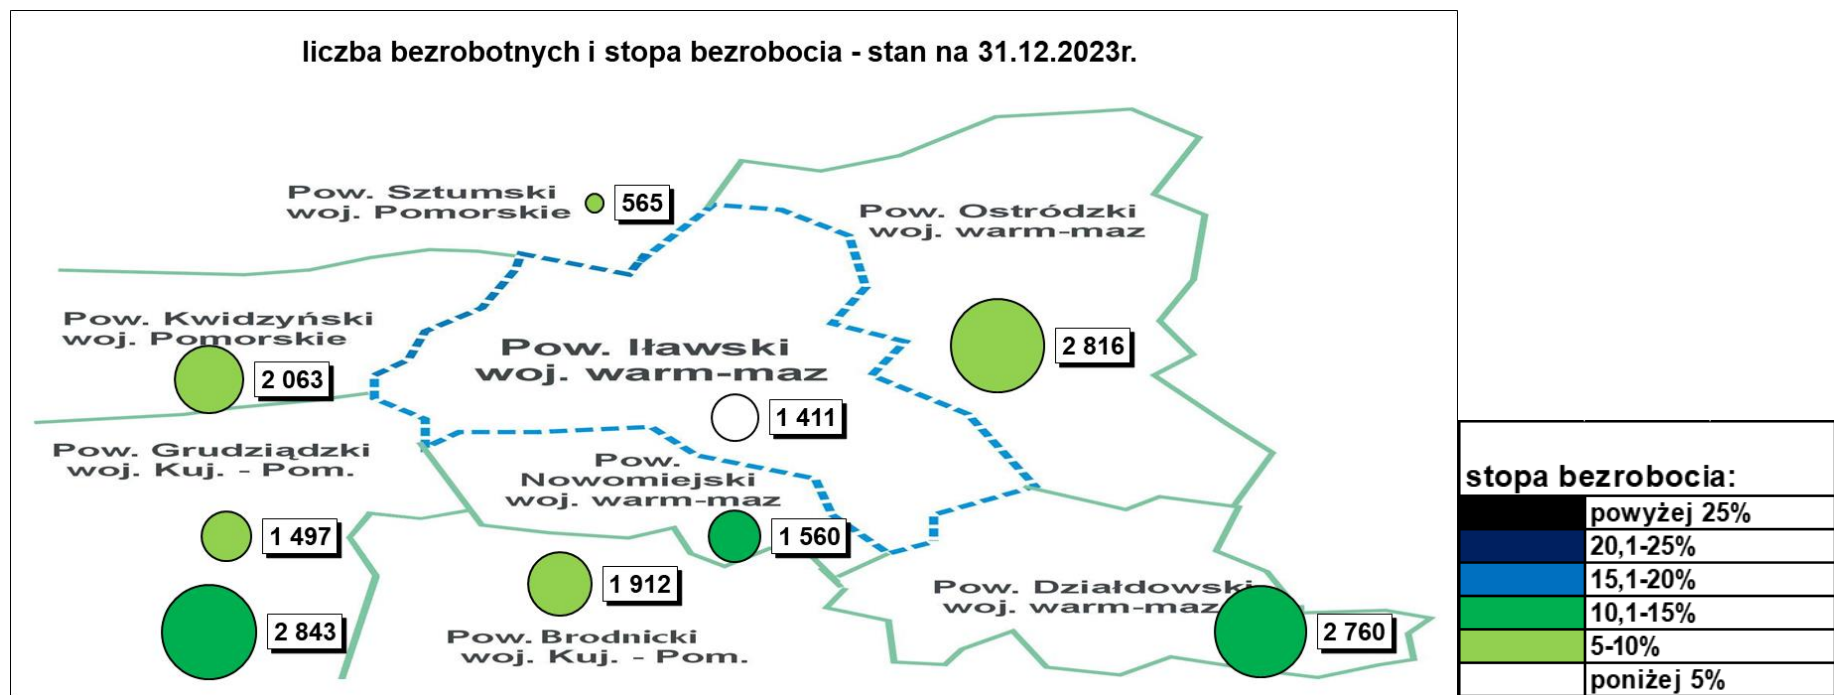 liczba bezrobotnych i stopa bezrobocia - stan na 31.12.2023r.
Pow. Sztumski
woj. Pomorskie
565
Pow. Ostródzki
woj. warm-maz
Pow. Kwidzyński
woj. Pomorskie
2 063
Pow. Iławski
woj. warm-maz
2 816
1 411
Pow. Grudziądzki
woj. Kuj. - Pom.
Pow.
Nowomiejski
woj. warm-maz
1 497
1 560
1 912
Pow. Działdowski
woj. warm-maz
2 843
Pow. Brodnicki
woj. Kuj. - Pom.
2 760
stopa bezrobocia:
powyżej 25%
20,1-25%
15,1-20%
10,1-15%
5-10%
poniżej 5%